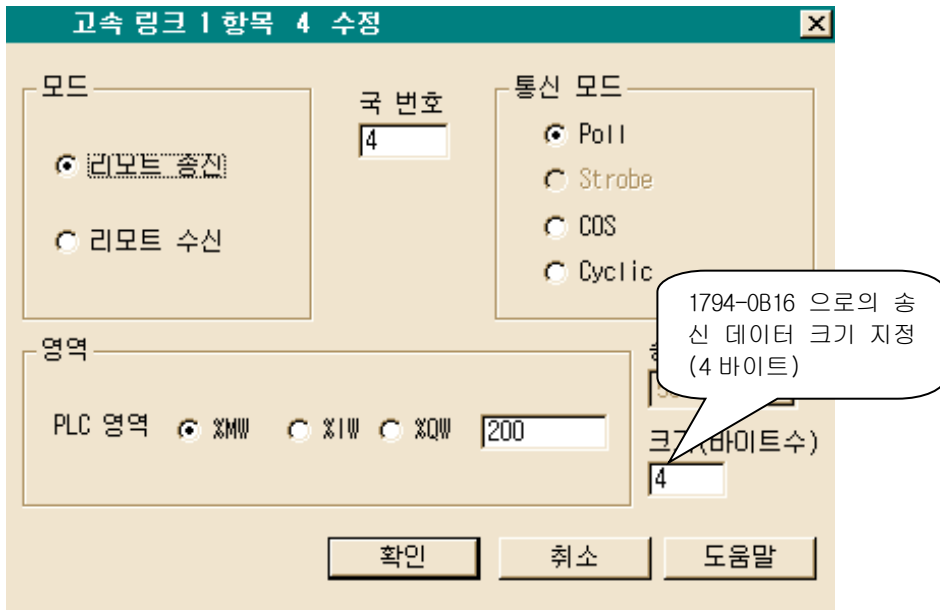 고속 링크 1 항목 4 수정
모드
리모트 송진
리모트 수신
국 번호
4
통신 모드
Poll
Strobe
COS
Cyclic
1794-OB16 으로의 송
신 데이터 크기 지정
(4 바이트)
영역
PLC 영역 %MW %IW %QW 200
크기(바이트수)
4
확인 취소 도움말